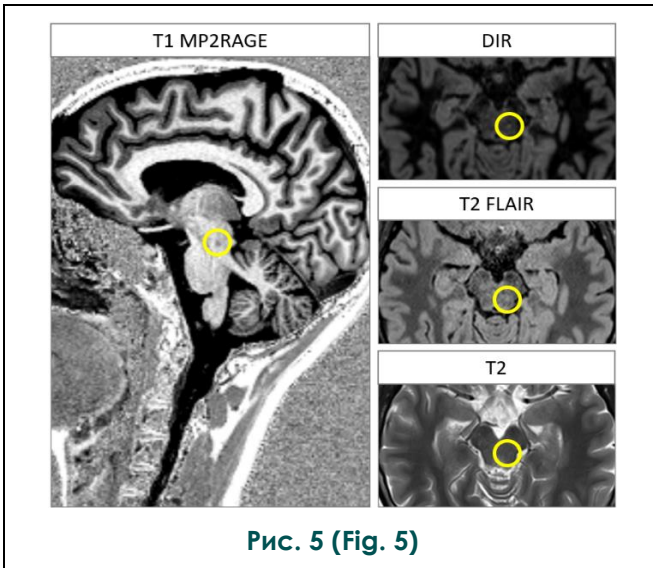 T1 MP2RAGE
DIR
T2 FLAIR
T2
Рис. 5 (Fig. 5)